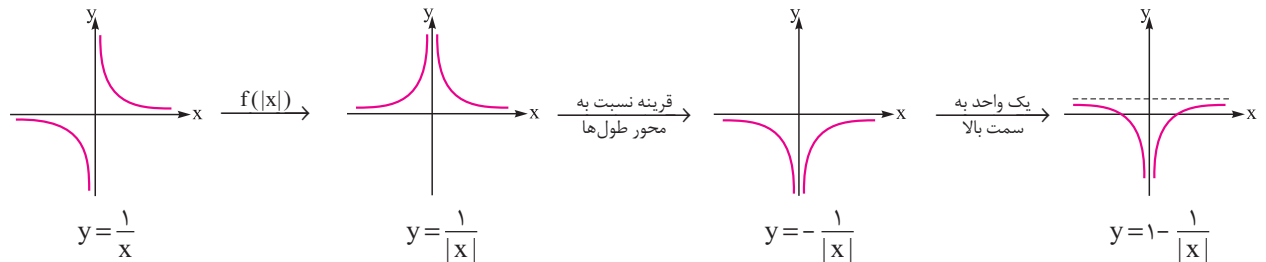 y
x
y = ۱/x
f(|x|)
y
x
y = ۱/|x|
قرینه نسبت به
محور طول‌ها
y
x
y = - ۱/|x|
یک واحد به
سمت بالا
y
x
y = ۱ - ۱/|x|